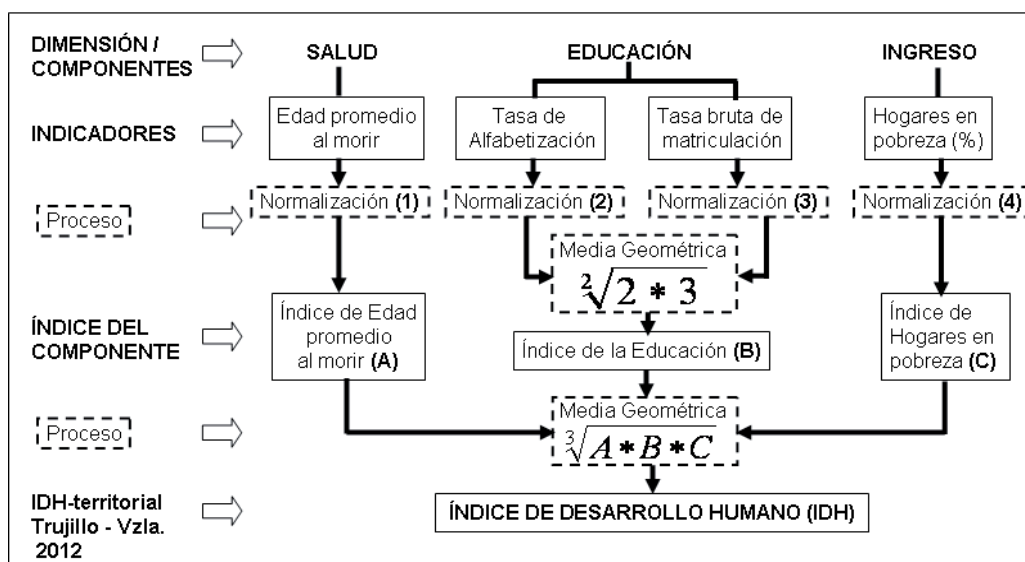 DIMENSIÓN /
COMPONENTES
SALUD
EDUCACIÓN
INGRESO
INDICADORES
Edad promedio
al morir
Tasa de
Alfabetización
Tasa bruta de
matriculación
Hogares en
pobreza (%)
Proceso
Normalización (1)
Normalización (2)
Normalización (3)
Normalización (4)
Media Geométrica
²√2 * 3
ÍNDICE DEL
COMPONENTE
Índice de Edad
promedio
al morir (A)
Índice de la Educación (B)
Índice de
Hogares en
pobreza (C)
Proceso
Media Geométrica
³√A * B * C
IDH-territorial
Trujillo - Vzla.
2012
ÍNDICE DE DESARROLLO HUMANO (IDH)